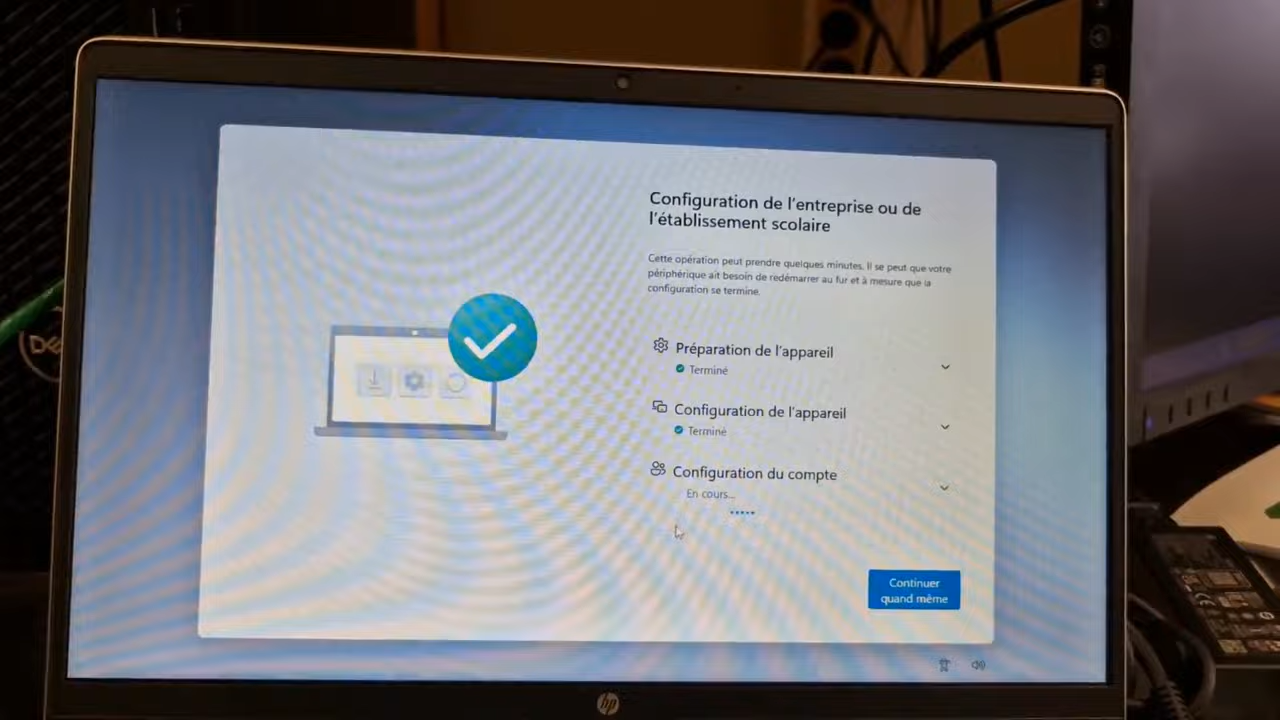 Configuration de l'entreprise ou de
l'établissement scolaire
Cette opération peut prendre quelques minutes. Il se peut que votre
périphérique ait besoin de redémarrer au fur et à mesure que la
configuration se termine.
Préparation de l'appareil
Terminé
Configuration de l'appareil
Terminé
Configuration du compte
En cours...
Continuer
quand même
hp
DELL